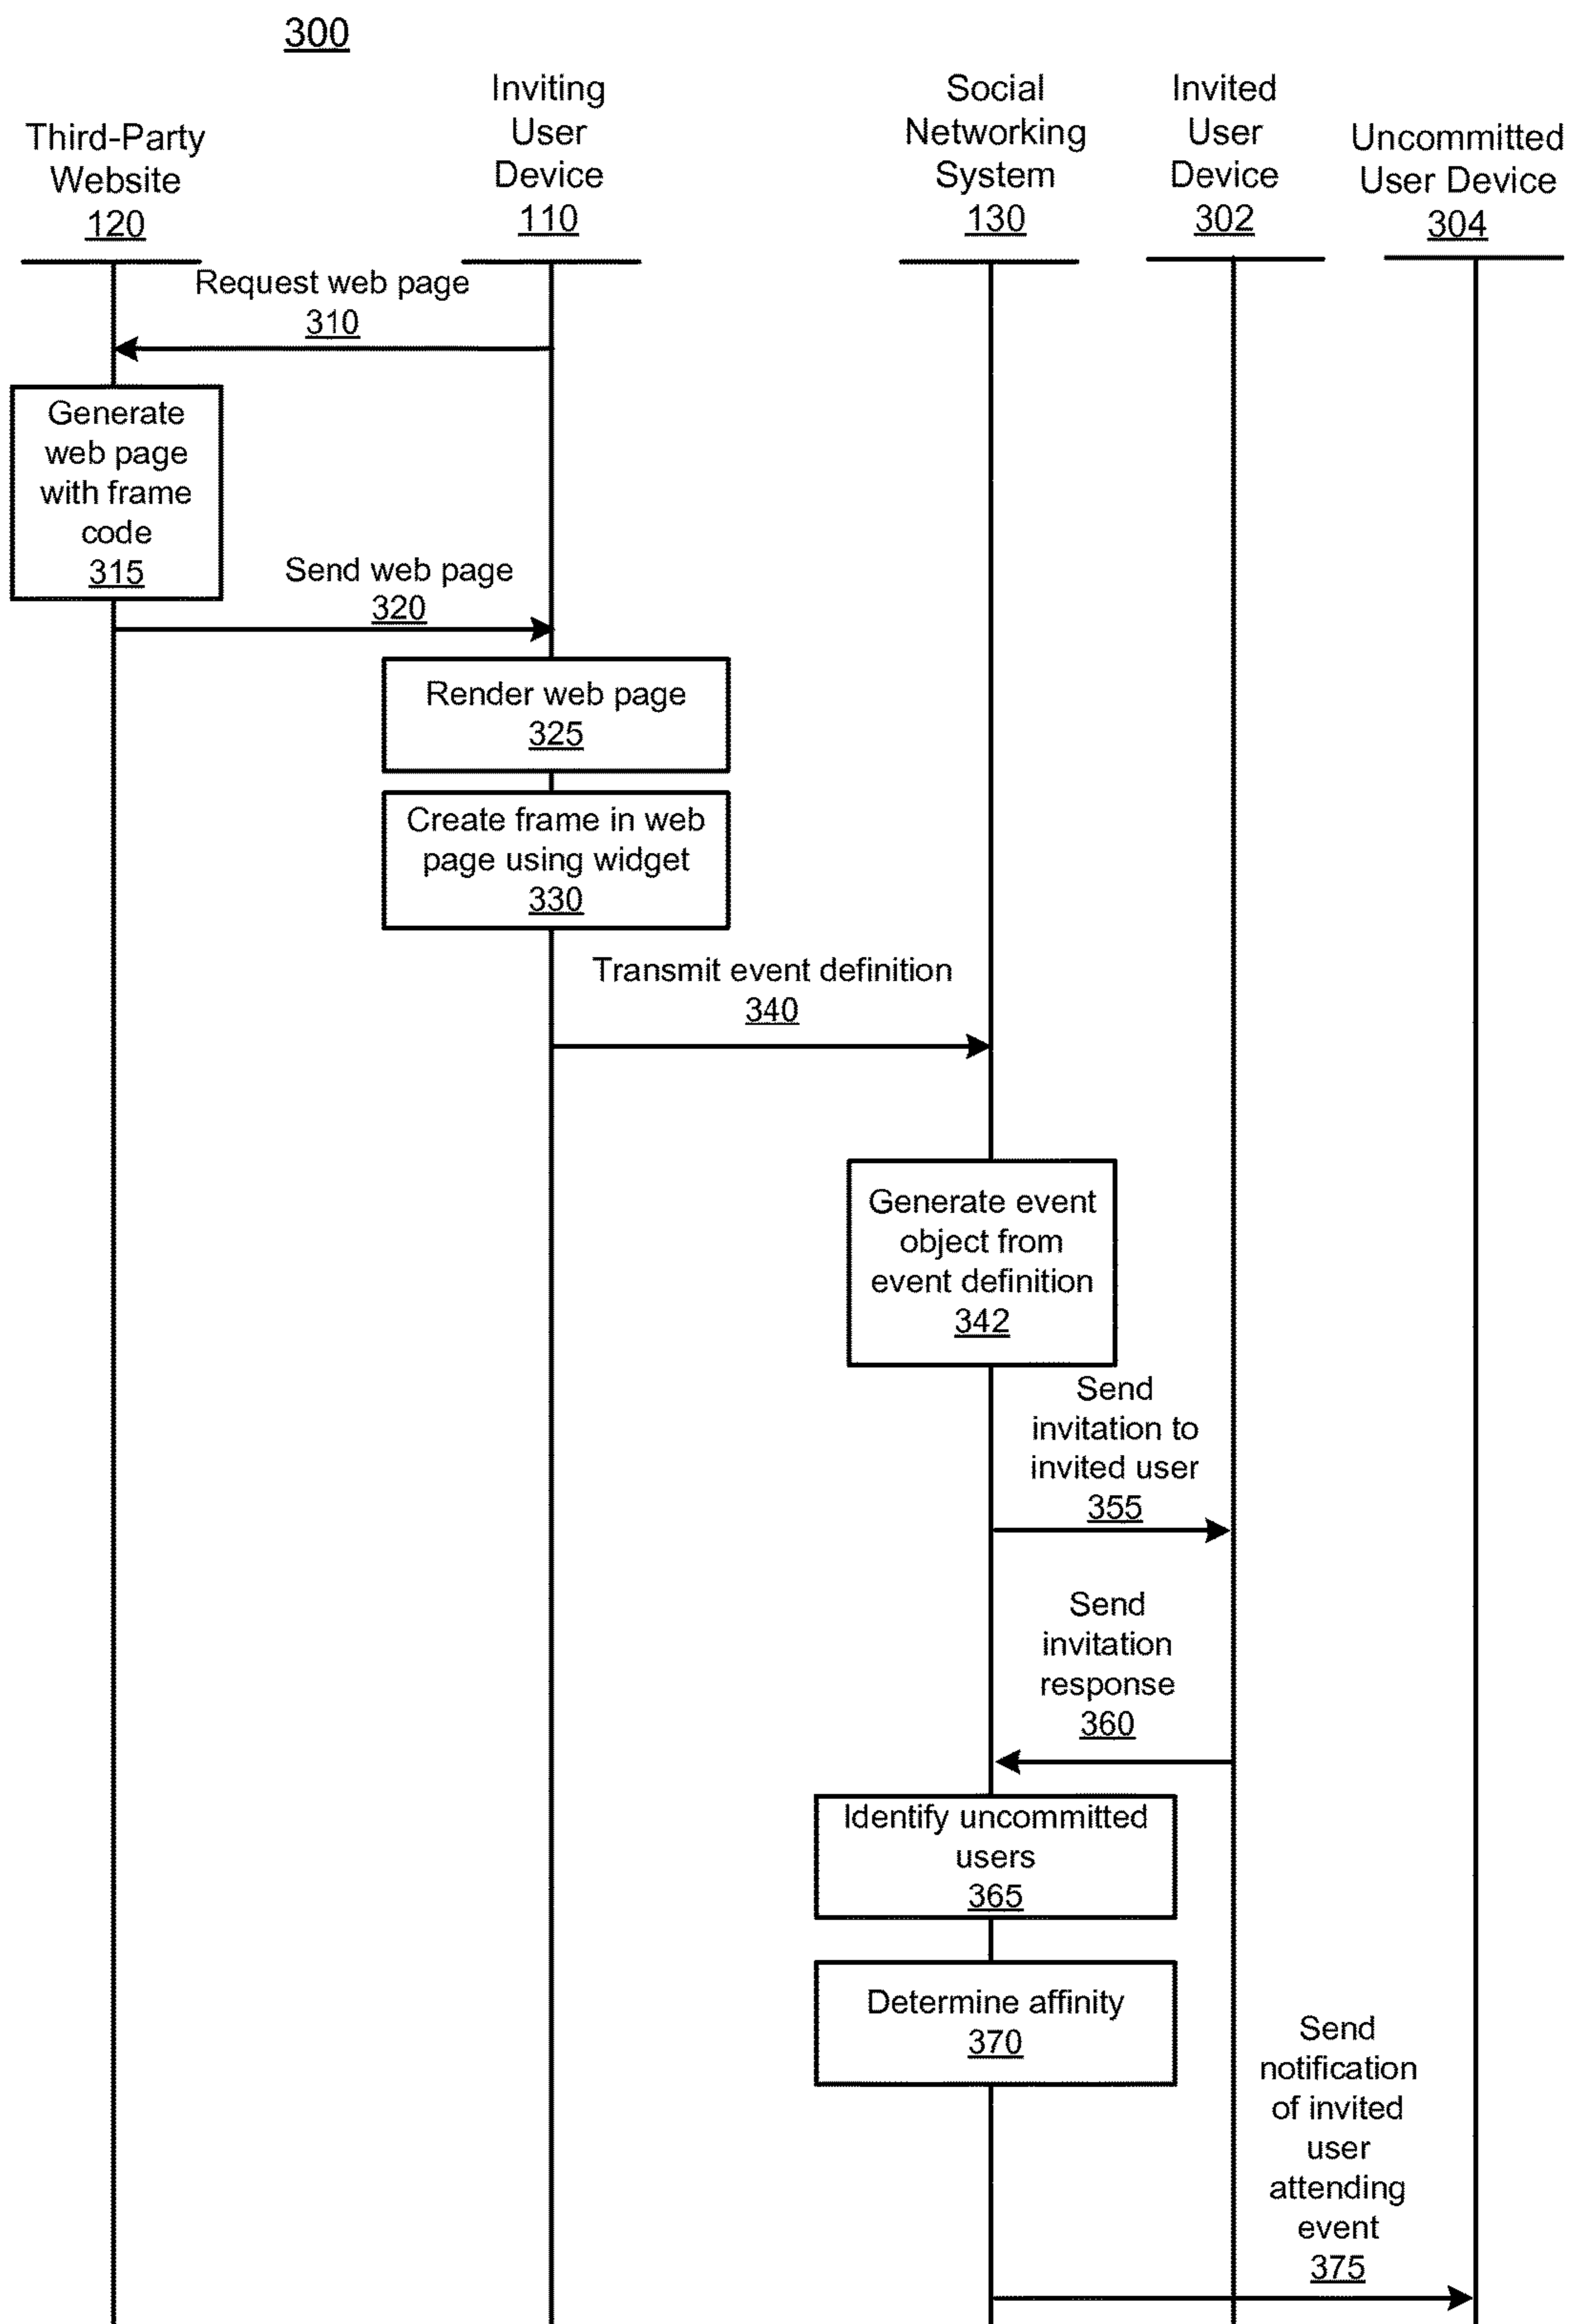 300
Third-Party
Website
120
Inviting
User
Device
110
Social
Networking
System
130
Invited
User
Device
302
Uncommitted
User Device
304
Request web page
310
Generate
web page
with frame
code
315
Send web page
320
Render web page
325
Create frame in web
page using widget
330
Transmit event definition
340
Generate event
object from
event definition
342
Send
invitation to
invited user
355
Send
invitation
response
360
Identify uncommitted
users
365
Determine affinity
370
Send
notification
of invited
user
attending
event
375